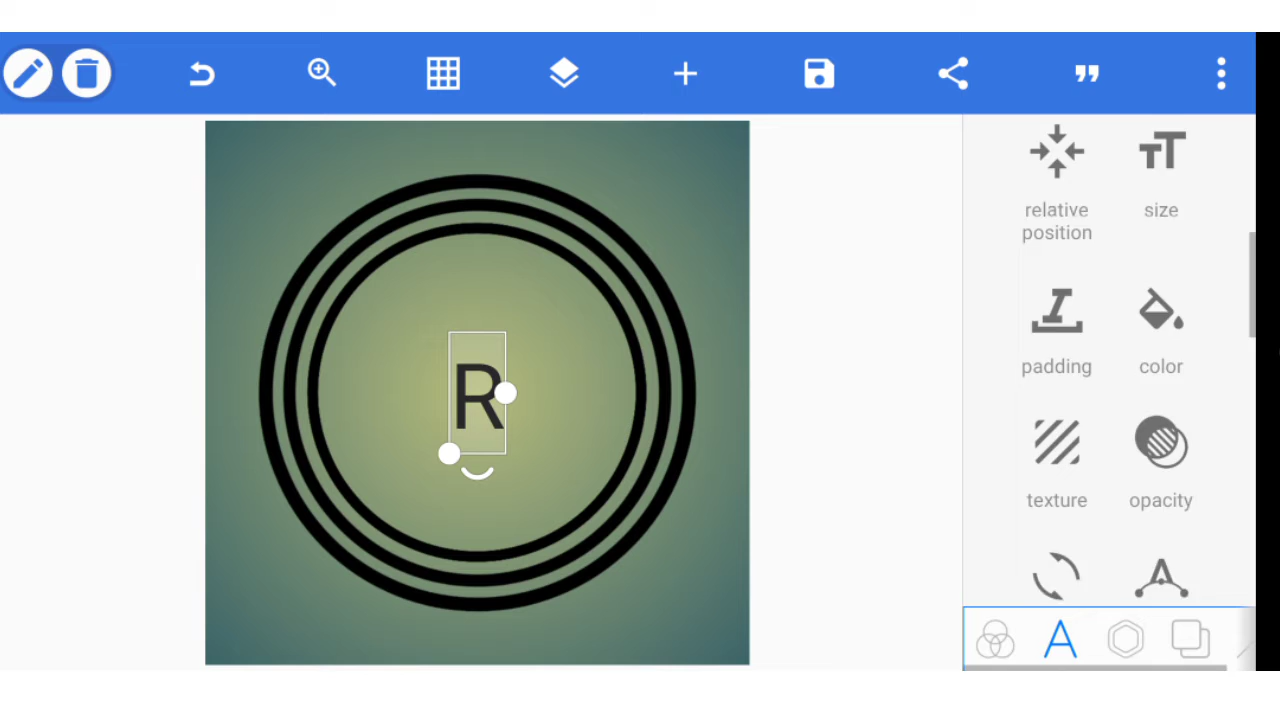 relative
position
size
R
padding
color
texture
opacity